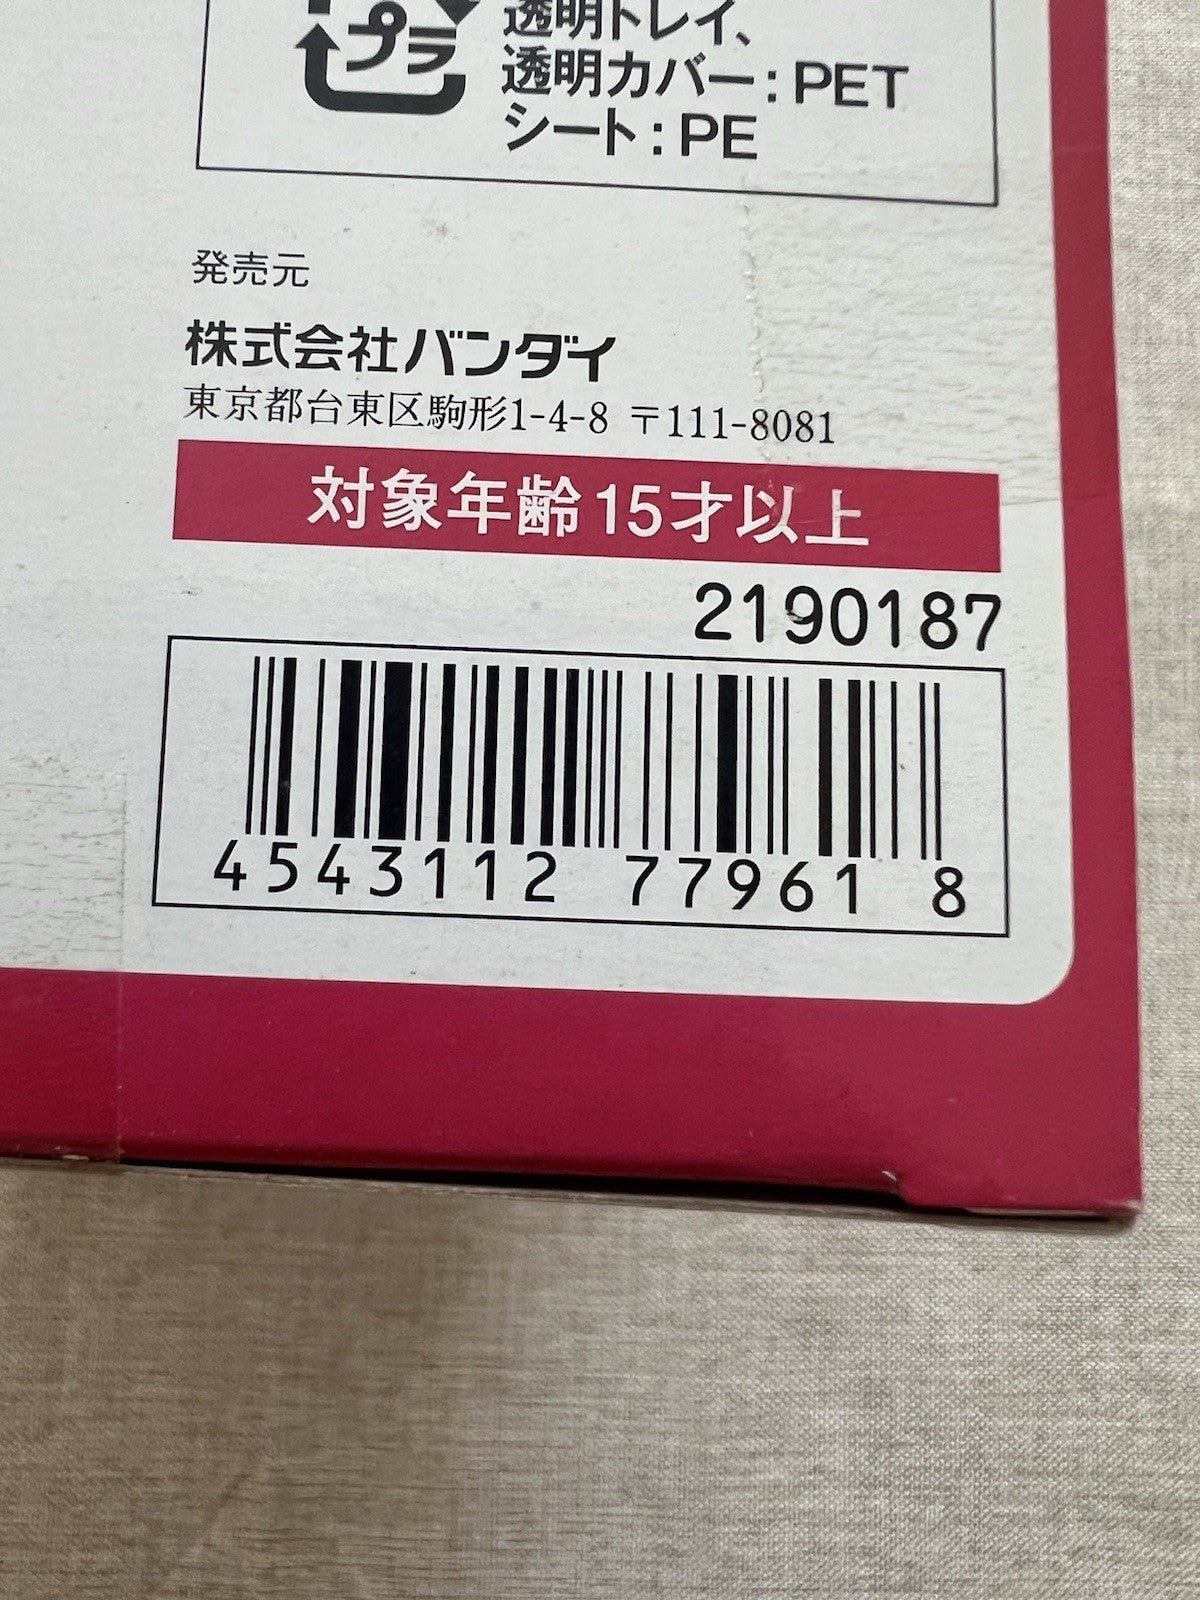 プラ
透明トレイ、
透明カバー：PET
シート：PE
発売元
株式会社バンダイ
東京都台東区駒形1-4-8 〒111-8081
対象年齢15才以上
2190187
4543112 77961 8